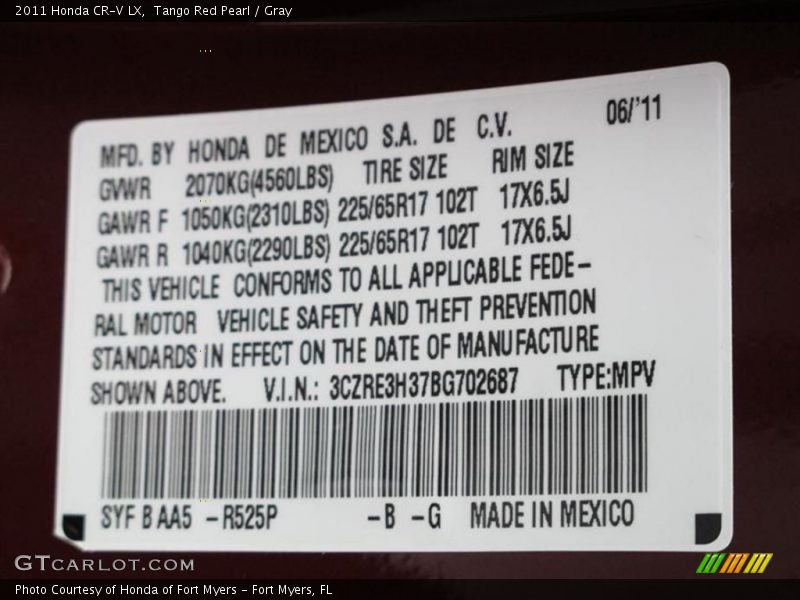 2011 Honda CR-V LX, Tango Red Pearl / Gray
06/'11
MFD. BY HONDA DE MEXICO S.A. DE C.V.
GVWR 2070KG(4560LBS) TIRE SIZE RIM SIZE
GAWR F 1050KG(2310LBS) 225/65R17 102T 17X6.5J
GAWR R 1040KG(2290LBS) 225/65R17 102T 17X6.5J
THIS VEHICLE CONFORMS TO ALL APPLICABLE FEDE-
RAL MOTOR VEHICLE SAFETY AND THEFT PREVENTION
STANDARDS IN EFFECT ON THE DATE OF MANUFACTURE
SHOWN ABOVE. V.I.N.: 3CZRE3H37BG702687 TYPE:MPV
SYF B AA5 -R525P -B -G MADE IN MEXICO
GTCARLOT.COM
Photo Courtesy of Honda of Fort Myers - Fort Myers, FL